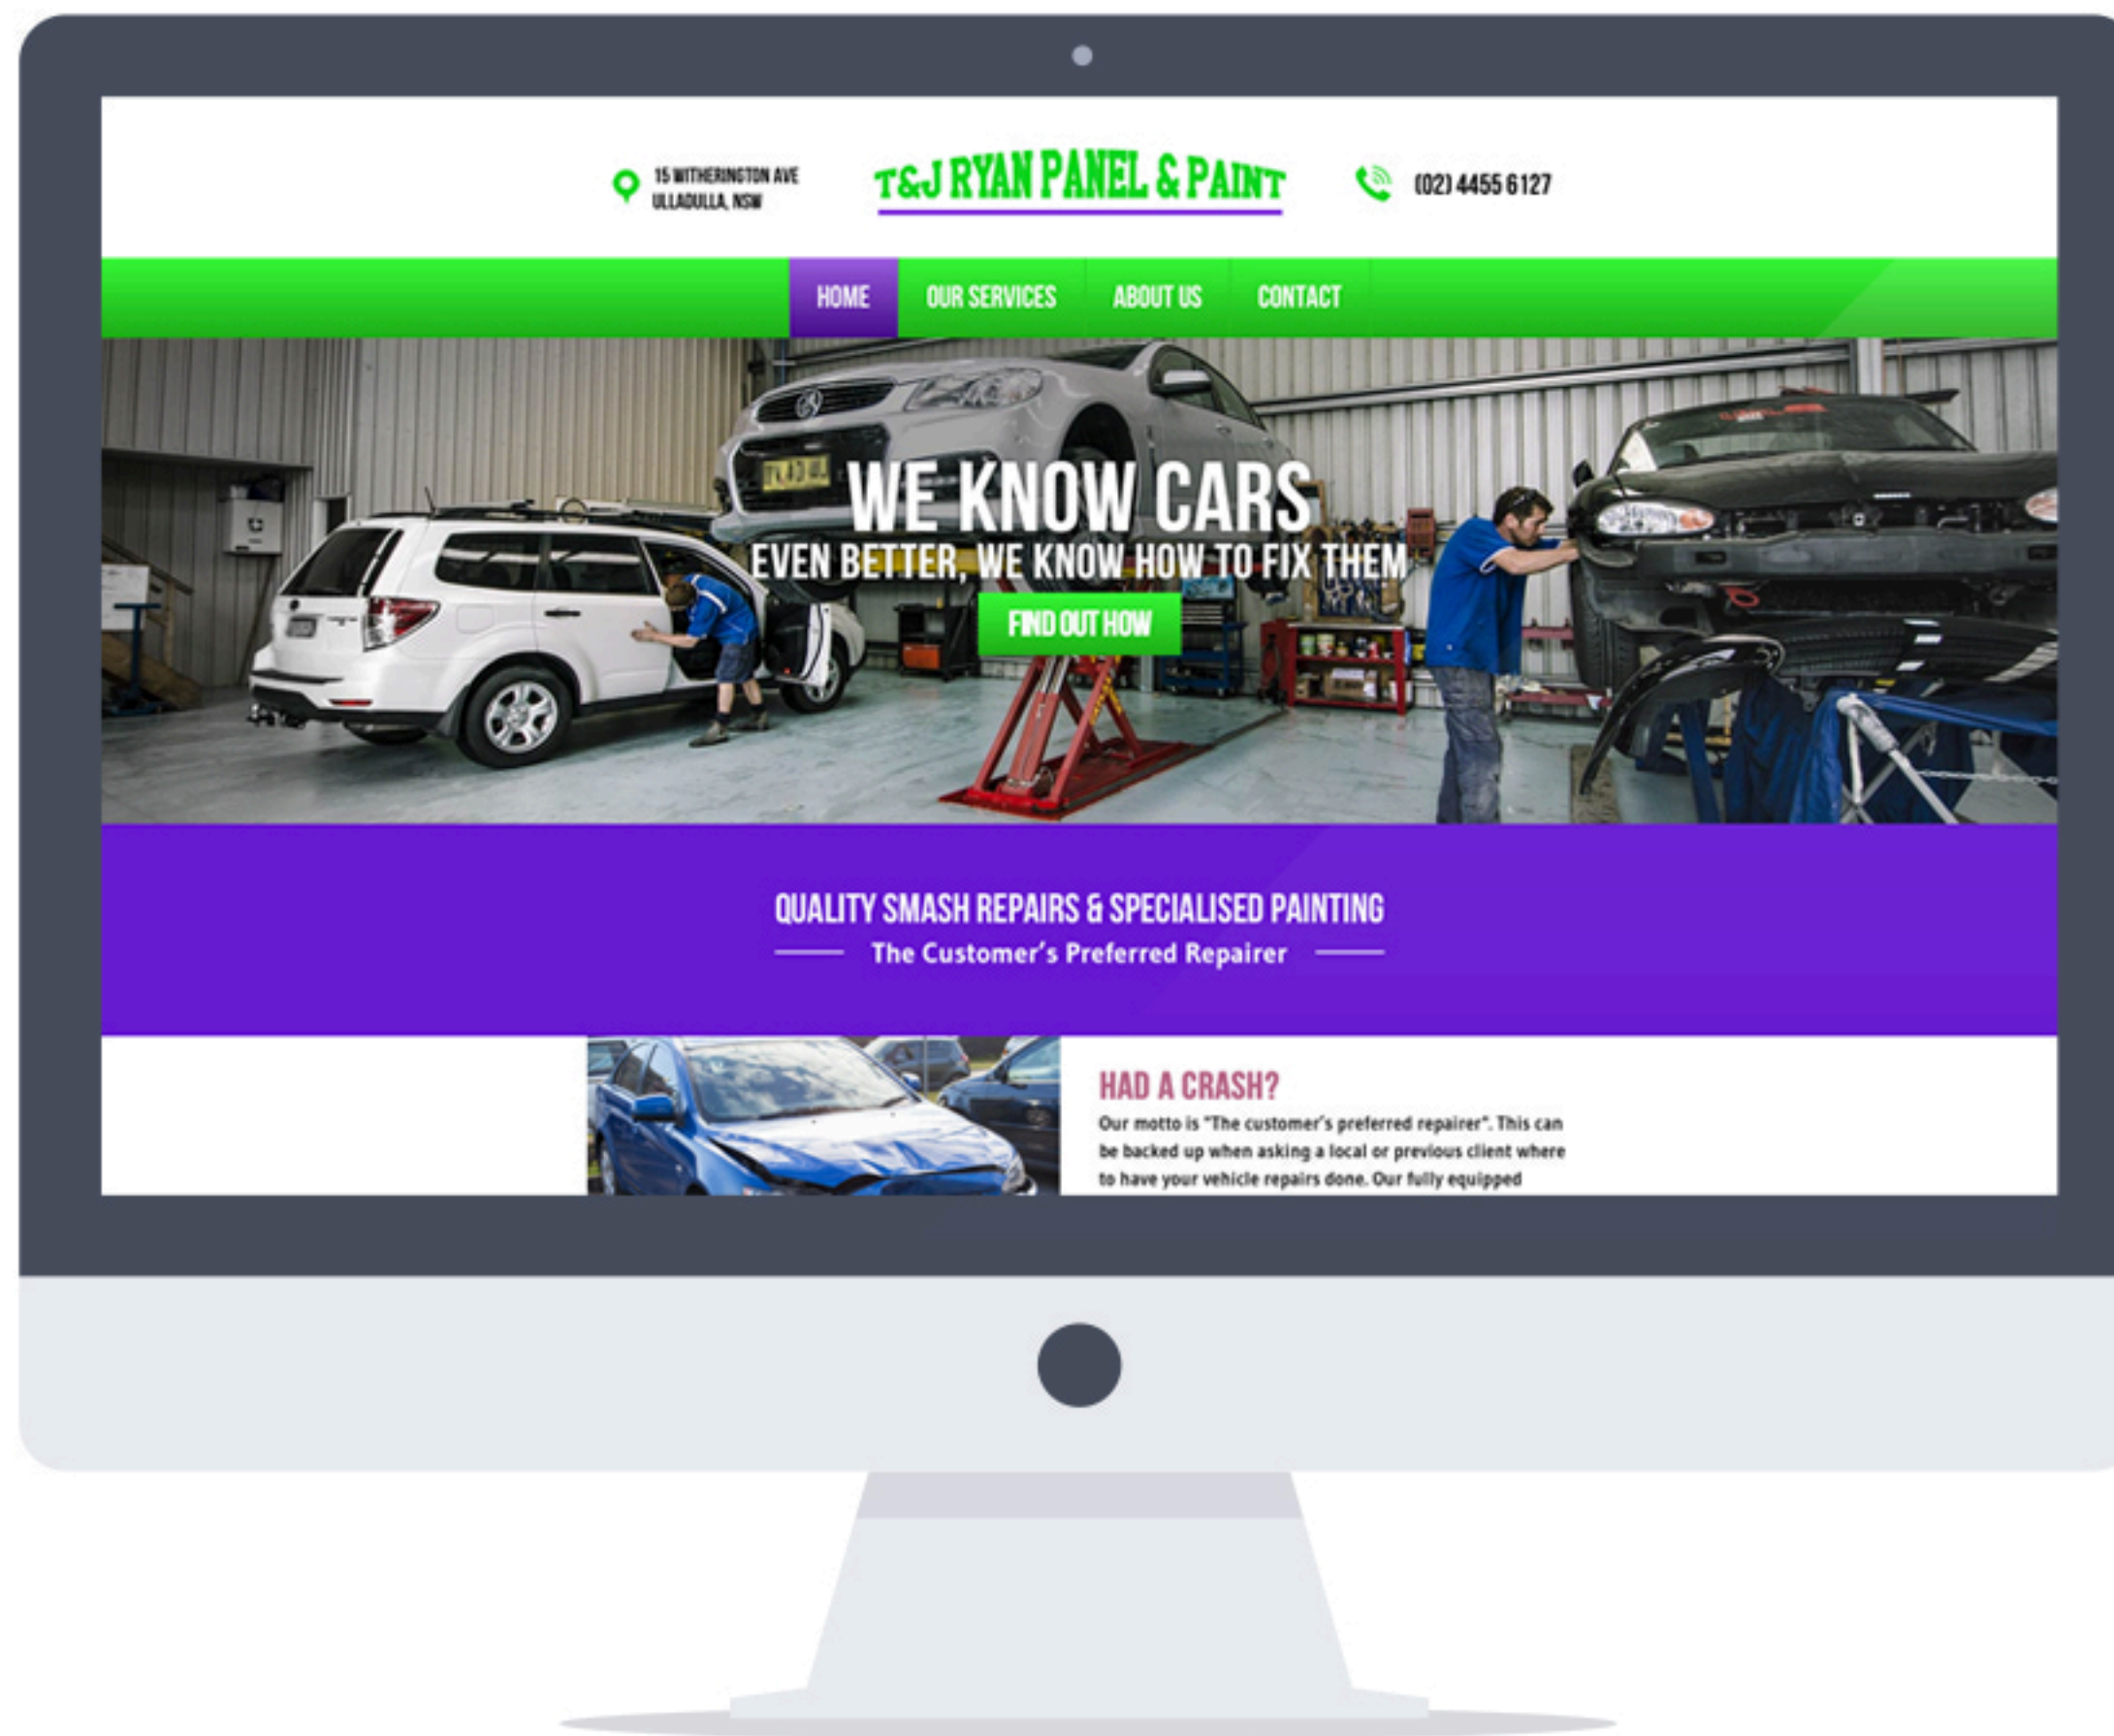 15 WITHERINGTON AVE
ULLADULLA, NSW
T&J RYAN PANEL & PAINT
(02) 4455 6127
HOME
OUR SERVICES
ABOUT US
CONTACT
WE KNOW CARS
EVEN BETTER, WE KNOW HOW TO FIX THEM
FIND OUT HOW
QUALITY SMASH REPAIRS & SPECIALISED PAINTING
The Customer's Preferred Repairer
HAD A CRASH?
Our motto is "The customer's preferred repairer". This can
be backed up when asking a local or previous client where
to have your vehicle repairs done. Our fully equipped